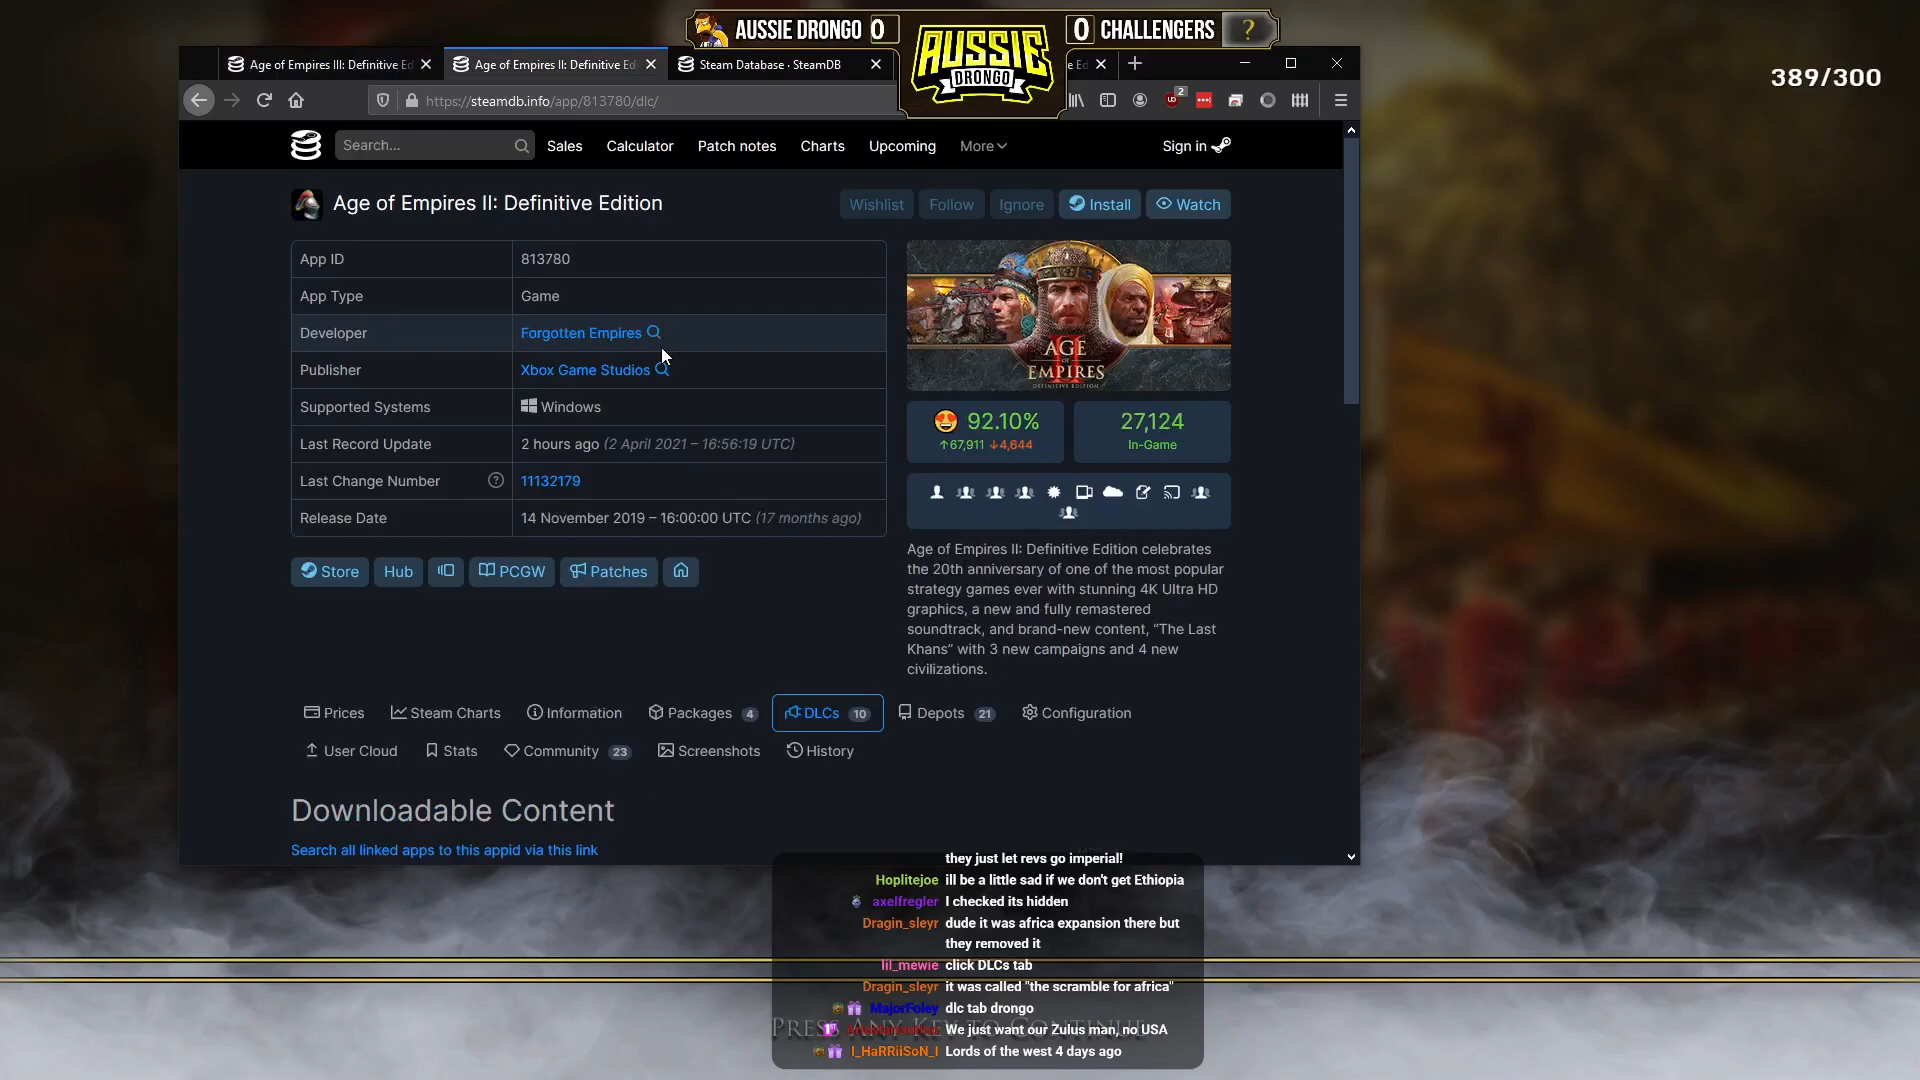 AUSSIE DRONGO 0
AUSSIE DRONGO
0 CHALLENGERS ?
389/300
Age of Empires III: Definitive Ed
Age of Empires II: Definitive Edi
Steam Database · SteamDB
e Ed
https://steamdb.info/app/813780/dlc/
2
Search...
Sales
Calculator
Patch notes
Charts
Upcoming
More
Sign in
Age of Empires II: Definitive Edition
Wishlist
Follow
Ignore
Install
Watch
App ID 813780
App Type Game
Developer Forgotten Empires
Publisher Xbox Game Studios
Supported Systems Windows
Last Record Update 2 hours ago (2 April 2021 – 16:56:19 UTC)
Last Change Number ? 11132179
Release Date 14 November 2019 – 16:00:00 UTC (17 months ago)
AGE
OF
EMPIRES
II
DEFINITIVE EDITION
92.10%
↑67,911 ↓4,644
27,124
In-Game
Store
Hub
PCGW
Patches
Age of Empires II: Definitive Edition celebrates
the 20th anniversary of one of the most popular
strategy games ever with stunning 4K Ultra HD
graphics, a new and fully remastered
soundtrack, and brand-new content, “The Last
Khans” with 3 new campaigns and 4 new
civilizations.
Prices
Steam Charts
Information
Packages 4
DLCs 10
Depots 21
Configuration
User Cloud
Stats
Community 23
Screenshots
History
Downloadable Content
Search all linked apps to this appid via this link
they just let revs go imperial!
Hoplitejoe ill be a little sad if we don't get Ethiopia
axelfregler I checked its hidden
Dragin_sleyr dude it was africa expansion there but
they removed it
lil_mewie click DLCs tab
Dragin_sleyr it was called "the scramble for africa"
MajorFoley dlc tab drongo
We just want our Zulus man, no USA
I_HaRRiiSoN_I Lords of the west 4 days ago
PRESS ANY KEY TO CONTINUE